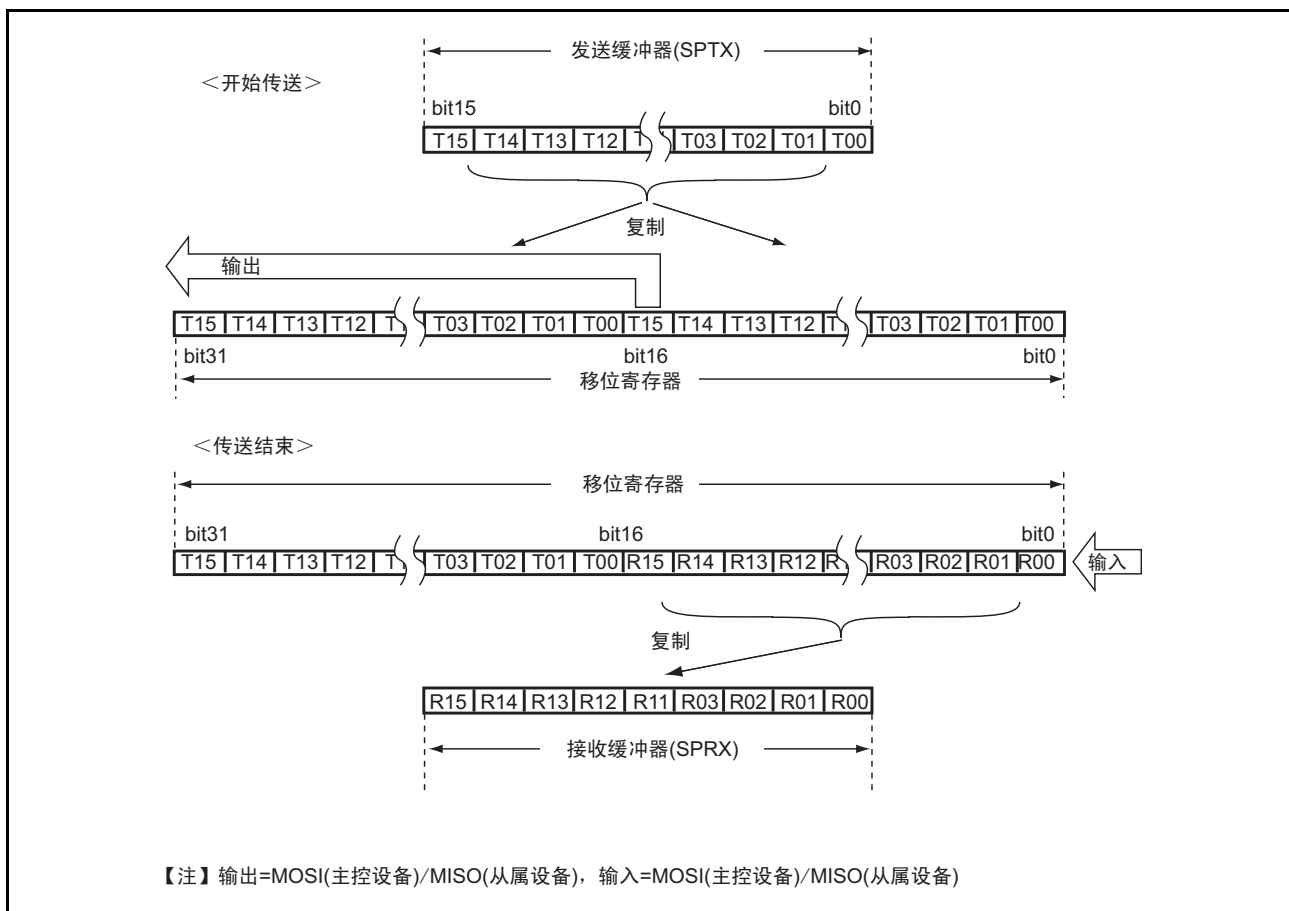 发送缓冲器(SPTX)
<开始传送>
bit15 bit0
T15 T14 T13 T12 T03 T02 T01 T00
复制
输出
T15 T14 T13 T12 T03 T02 T01 T00 T15 T14 T13 T12 T03 T02 T01 T00
bit31 bit16 bit0
移位寄存器
<传送结束>
移位寄存器
bit31 bit16 bit0
T15 T14 T13 T12 T03 T02 T01 T00 R15 R14 R13 R12 R03 R02 R01 R00 输入
复制
R15 R14 R13 R12 R11 R03 R02 R01 R00
接收缓冲器(SPRX)
【注】输出=MOSI(主控设备)/MISO(从属设备),输入=MOSI(主控设备)/MISO(从属设备)